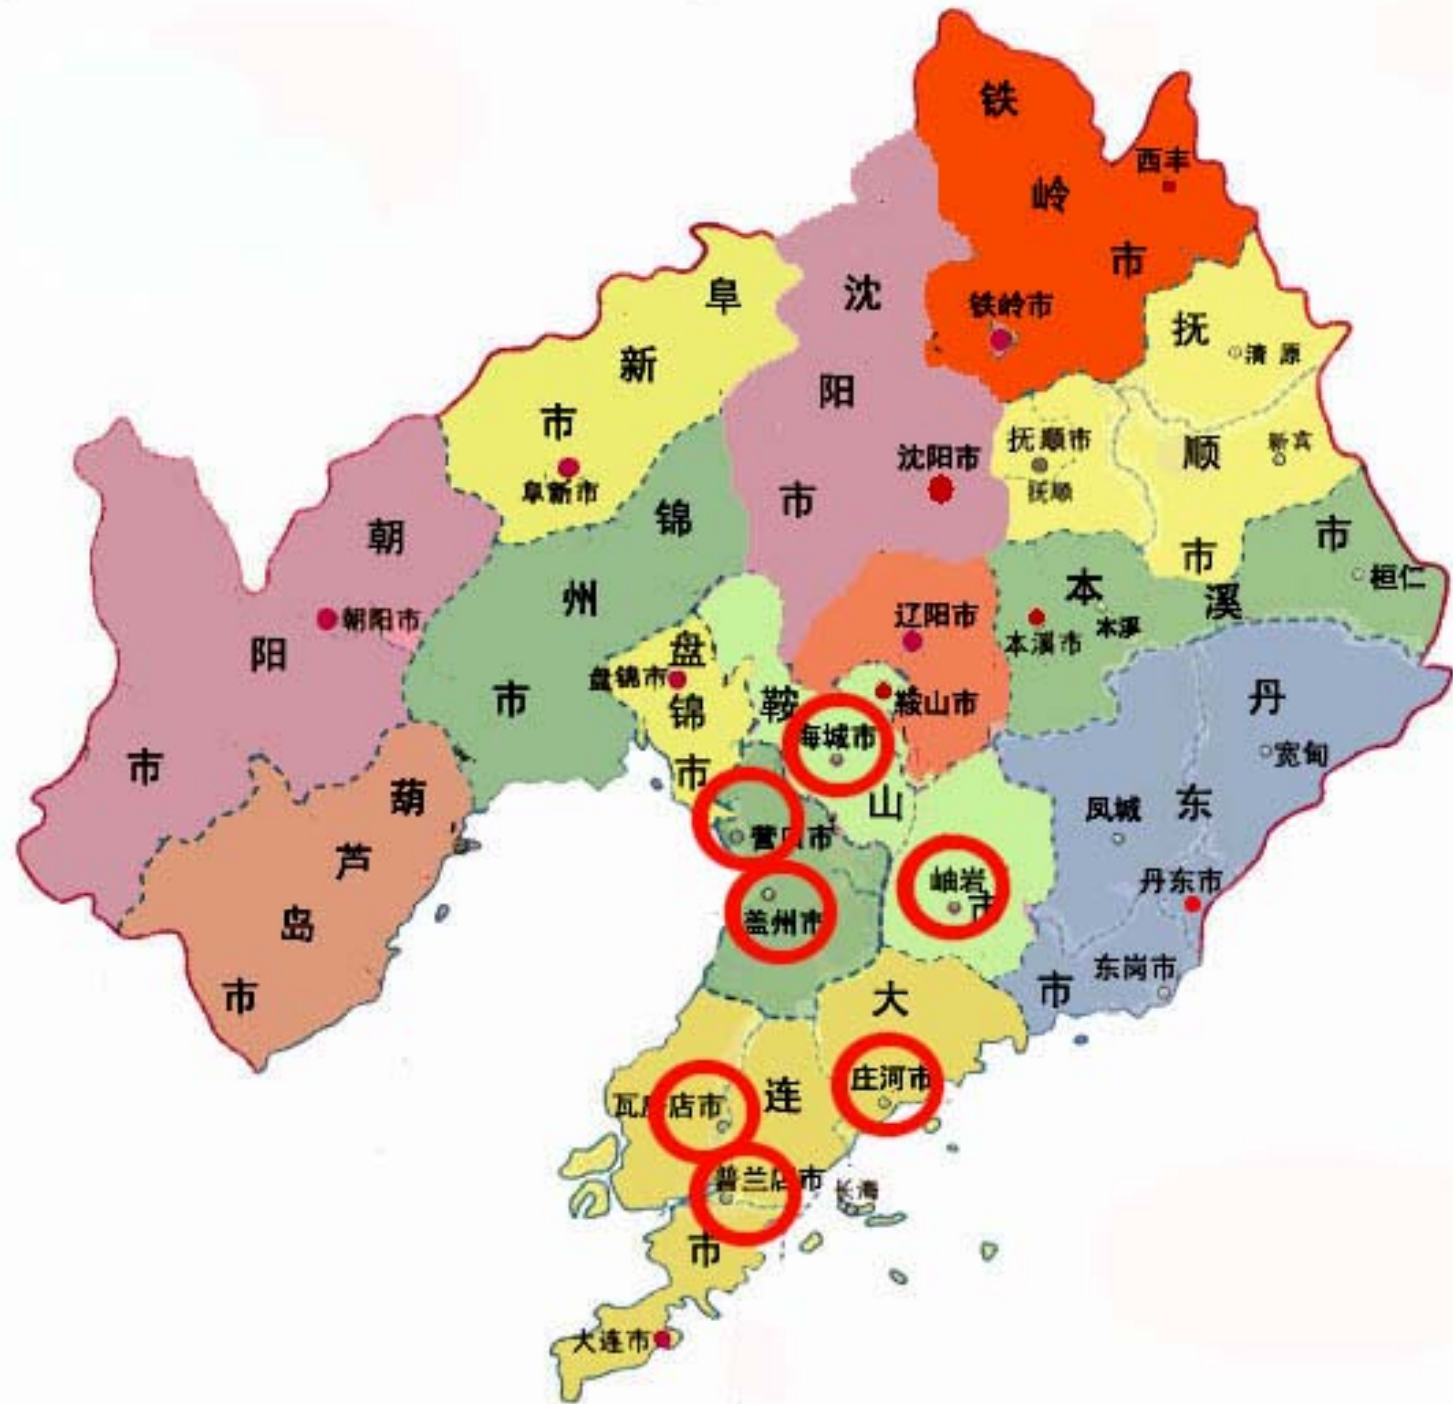 铁岭市
西丰
铁岭市
沈阳市
沈阳市
阜新市
阜新市
抚顺市
清原
抚顺市
抚顺
新宾
朝阳市
朝阳市
锦州市
本溪市
桓仁
本溪
本溪市
辽阳市
盘锦市
盘锦市
鞍山市
鞍山市
海城市
岫岩
丹东市
宽甸
凤城
丹东市
东岗市
葫芦岛市
营口市
盖州市
大连市
庄河市
瓦房店市
普兰店市
长海
大连市